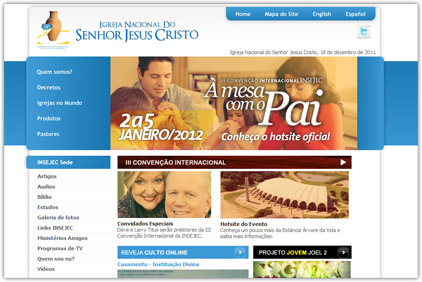 Home Mapa do Site English Español
IGREJA NACIONAL DO
SENHOR JESUS CRISTO
Igreja Nacional do Senhor Jesus Cristo, 18 de dezembro de 2011
Quem somos?
Decretos
Igrejas no Mundo
Produtos
Pastores
III CONVENÇÃO INTERNACIONAL INSEJEC
À mesa
com o Pai
2a5
JANEIRO/2012
Conheça o hotsite oficial
INSEJEC Sede
Artigos
Audios
Bíblia
Estudos
Galeria de fotos
Links INSEJEC
Ministérios Amigos
Programas de TV
Quem sou eu?
Vídeos
III CONVENÇÃO INTERNACIONAL
Convidados Especiais
Dave e Larry Titus serão preletores da III
Convenção Internacional da INSEJEC.
Hotsite do Evento
Conheça um pouco mais da Estância Árvore da Vida e
saiba mais informações.
REVEJA CULTO ONLINE
Casamento - Instituição Divina
PROJETO JOVEM JOEL 2